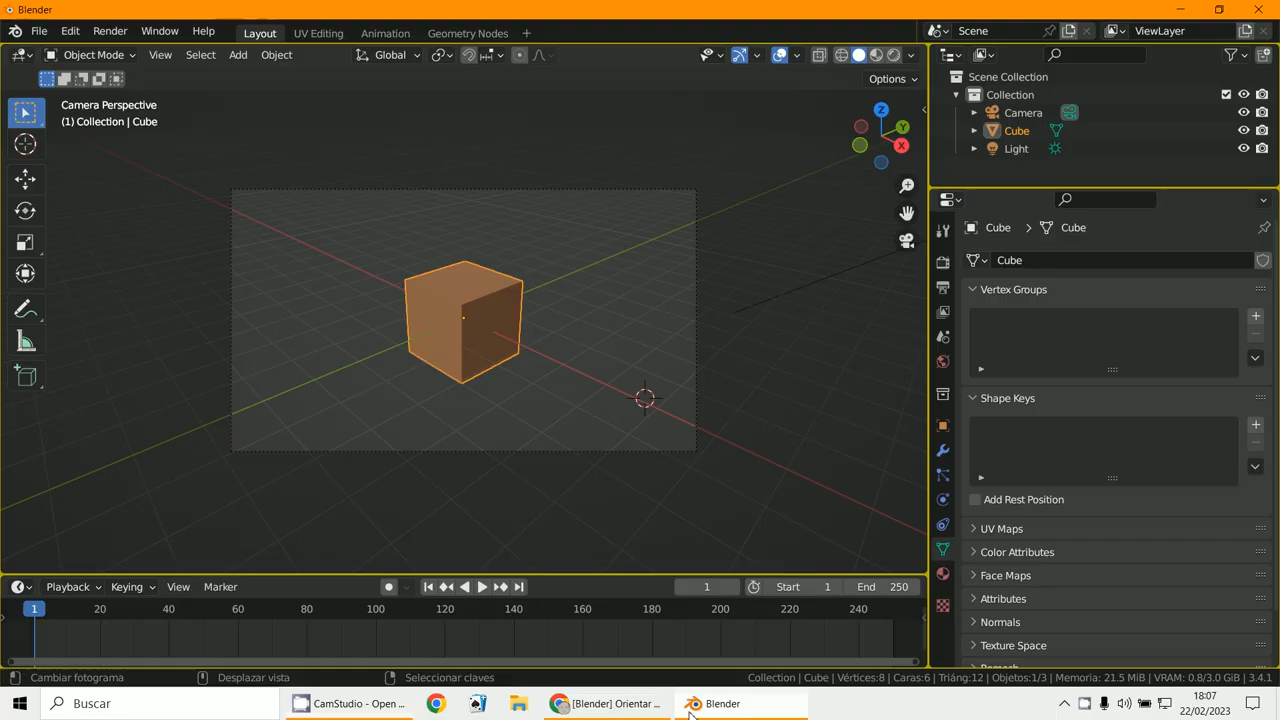 Blender
File Edit Render Window Help Layout UV Editing Animation Geometry Nodes + Scene ViewLayer
Object Mode View Select Add Object Global
Options
Camera Perspective
(1) Collection | Cube
Z
Y
X
Scene Collection
Collection
Camera
Cube
Light
Cube > Cube
Cube
Vertex Groups
Shape Keys
Add Rest Position
UV Maps
Color Attributes
Face Maps
Attributes
Normals
Texture Space
Playback Keying View Marker 1 Start 1 End 250
1 20 40 60 80 100 120 140 160 180 200 220 240
Cambiar fotograma Desplazar vista Seleccionar claves Collection | Cube | Vértices:8 | Caras:6 | Triáng.:12 | Objetos:1/3 | Memoria: 21.5 MiB | VRAM: 0.8/3.0 GiB | 3.4.1
Buscar CamStudio - Open ... [Blender] Orientar ... Blender
18:07
22/02/2023